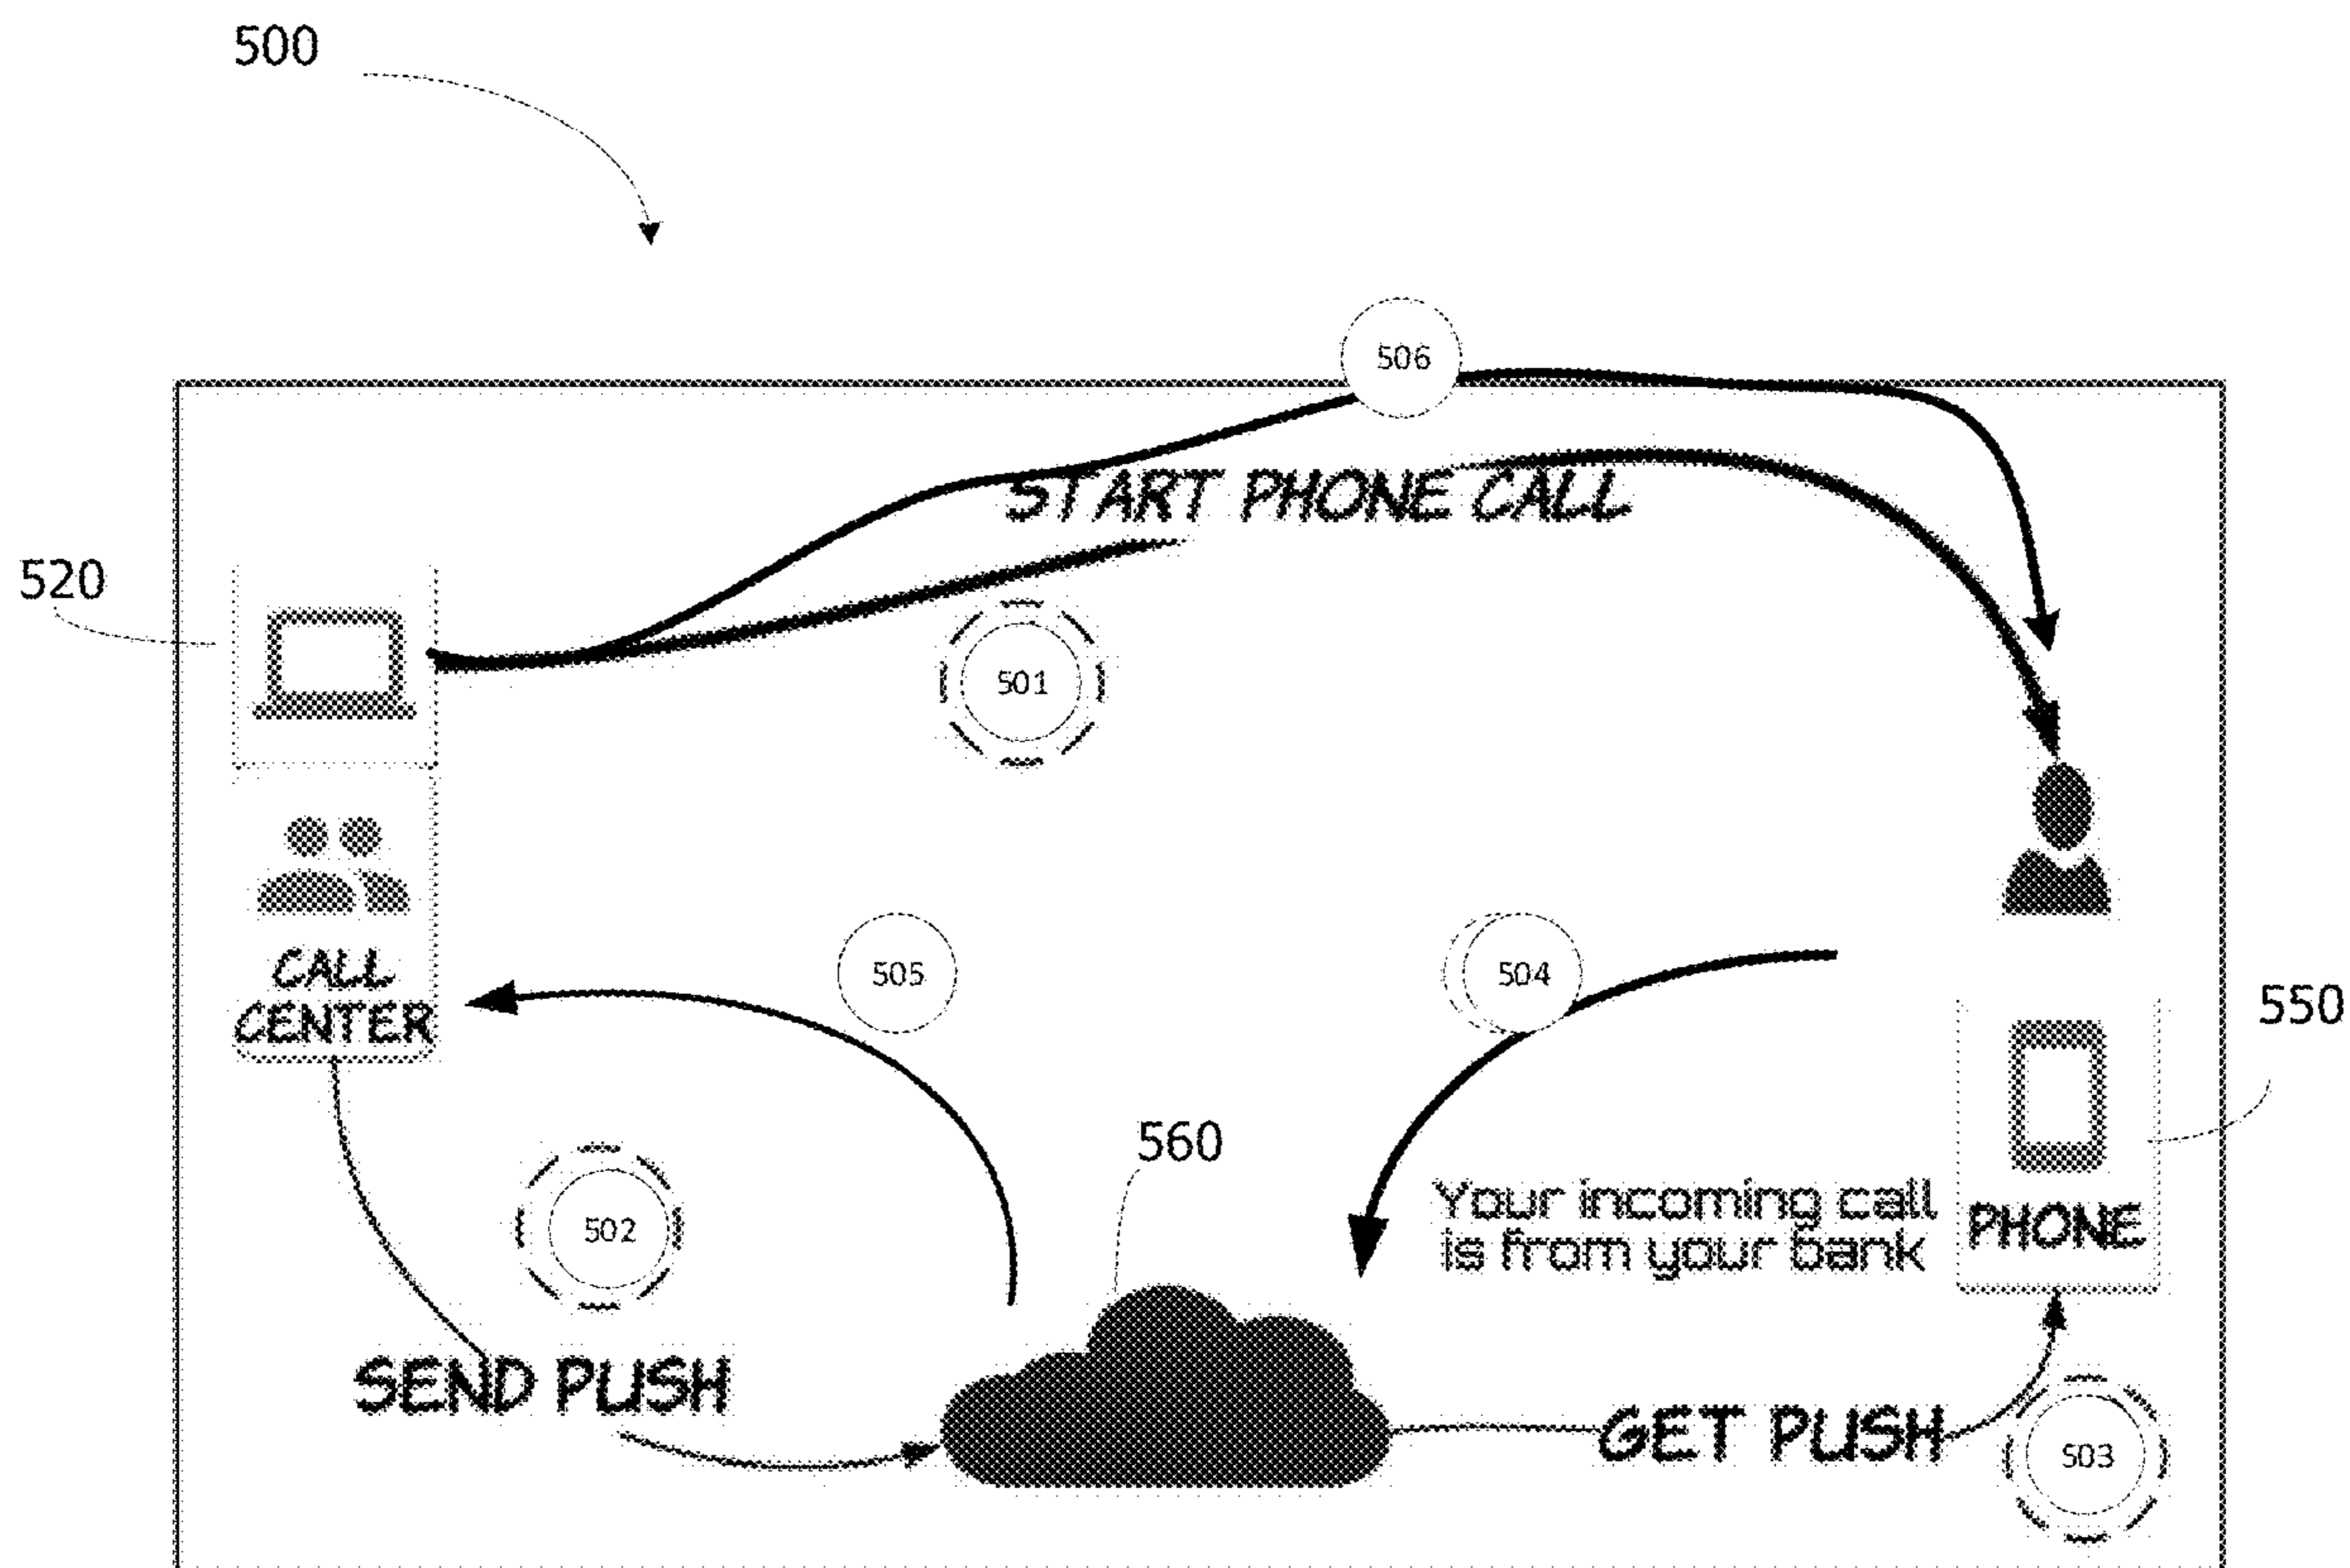 500
506
START PHONE CALL
520
501
505
504
CALL
CENTER
550
560
502
Your incoming call
is from your bank
PHONE
SEND PUSH
GET PUSH
503